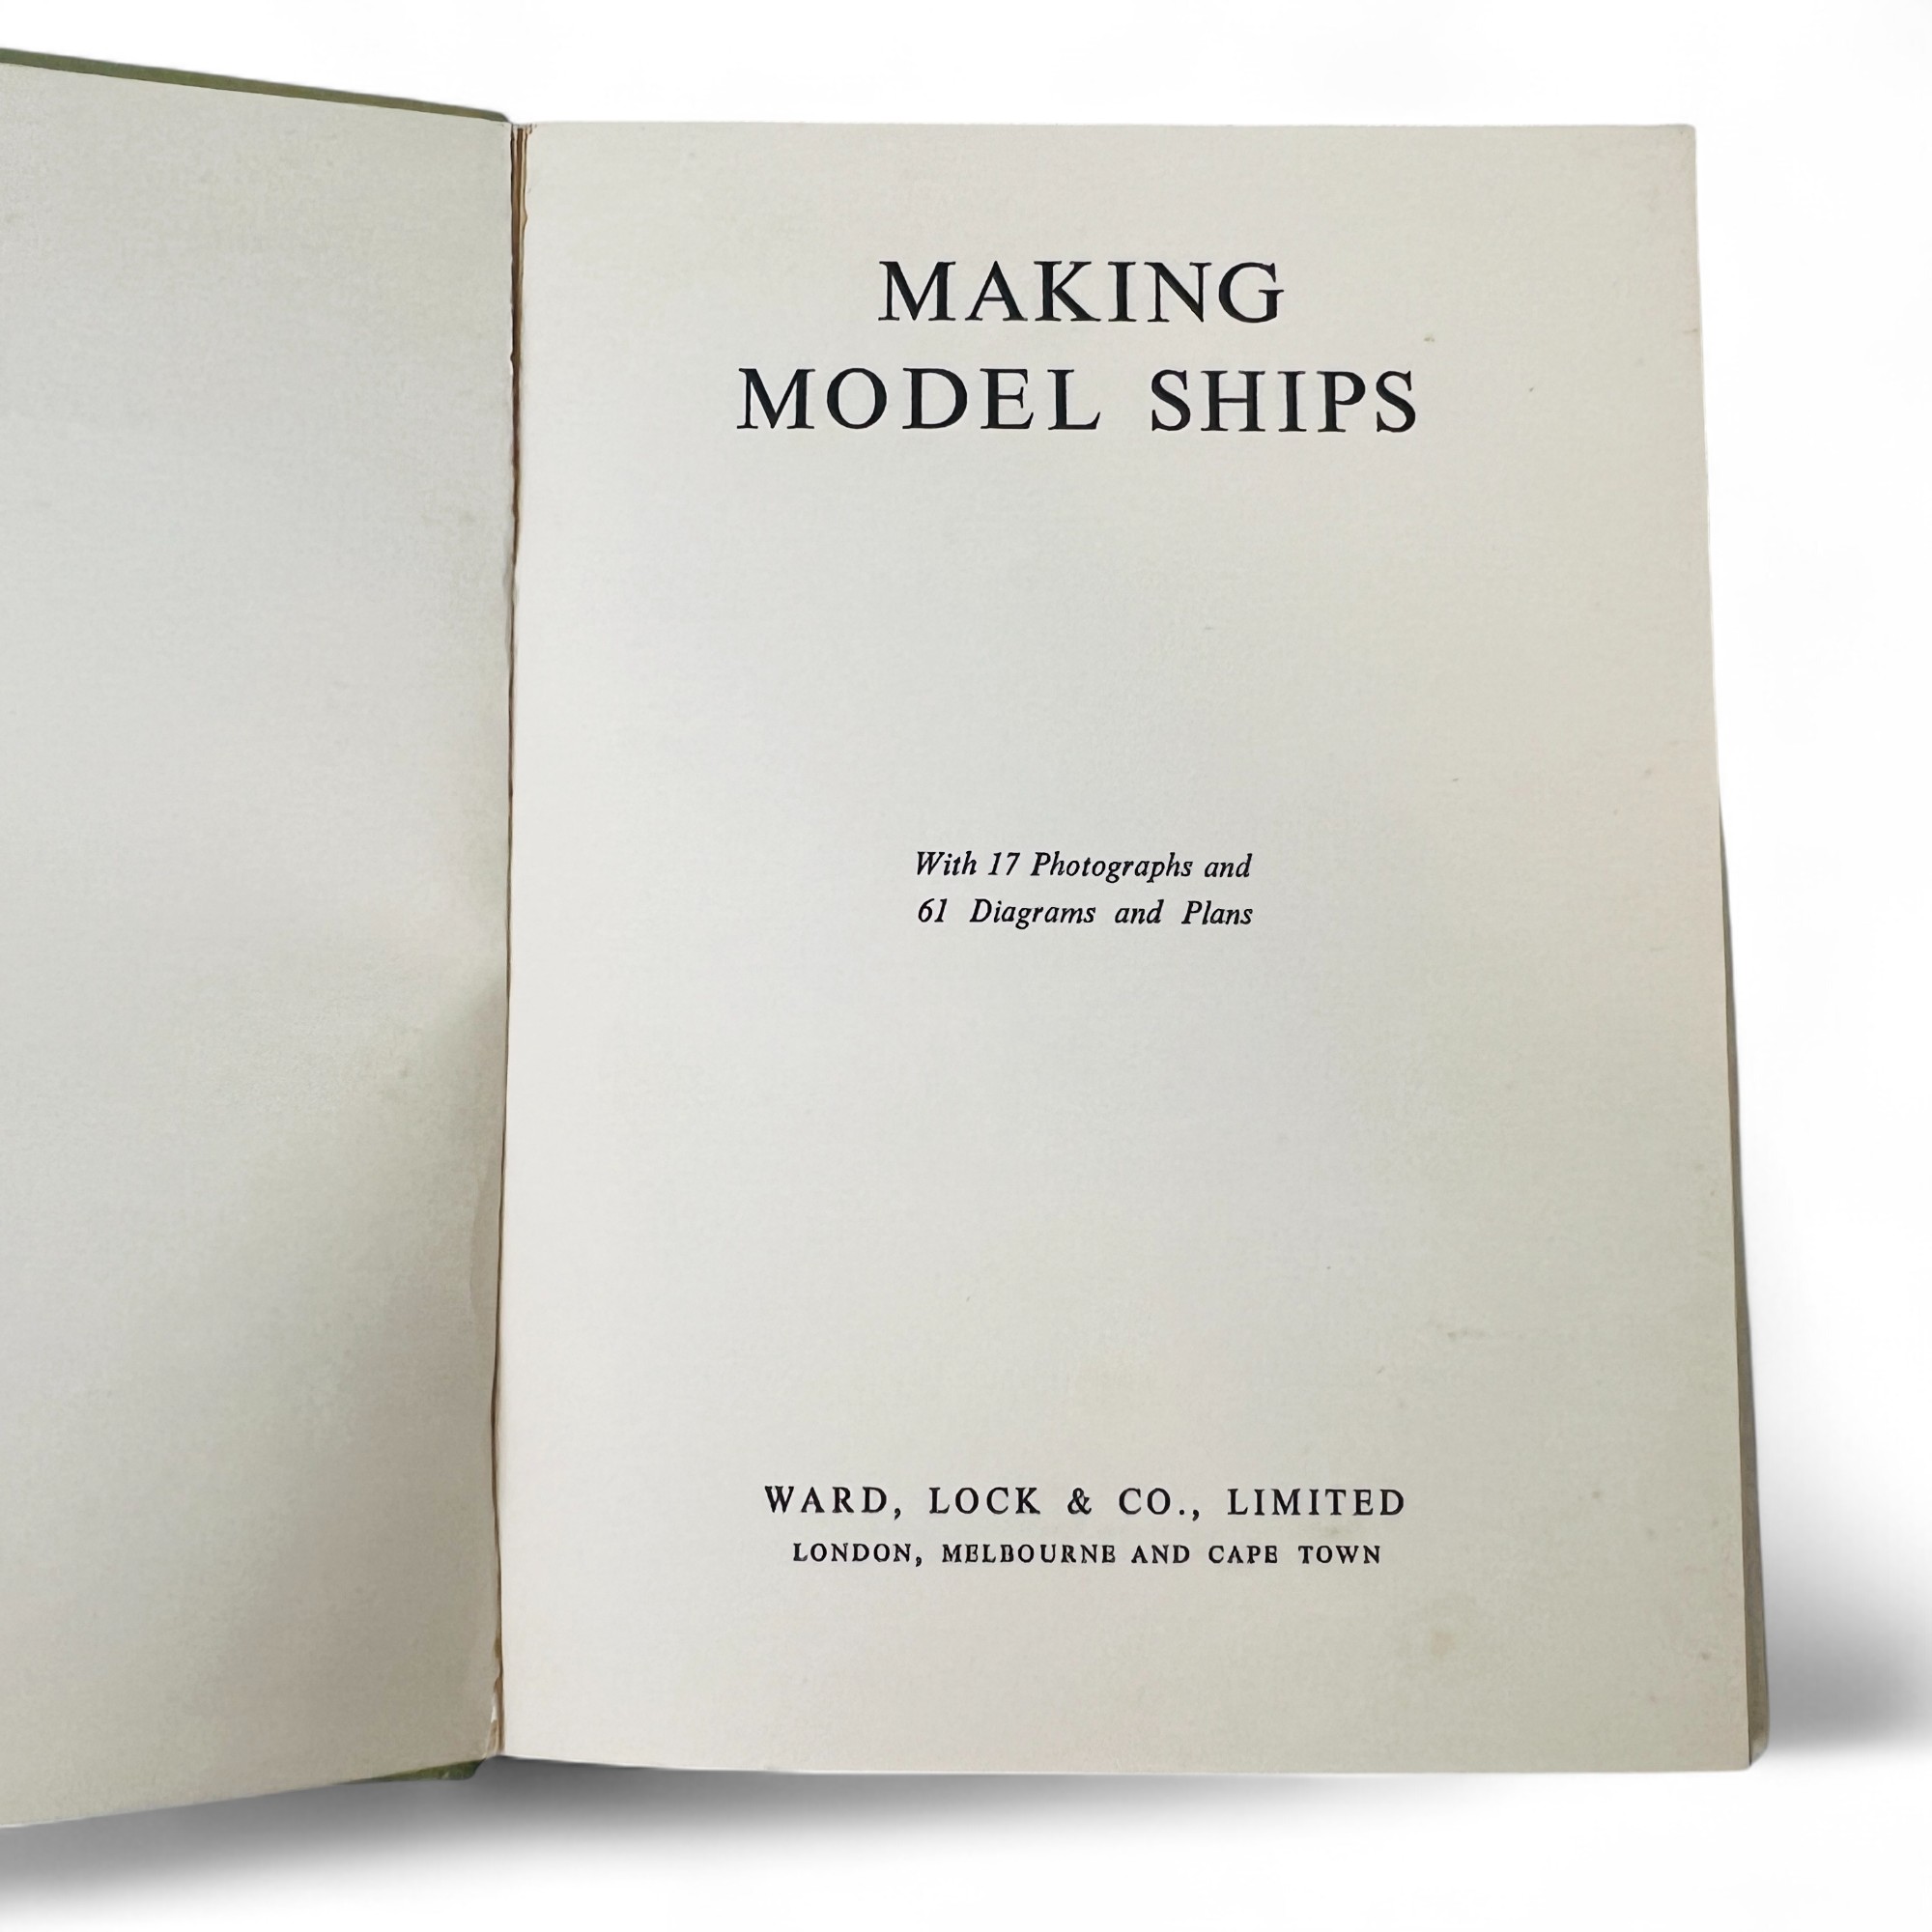 MAKING
MODEL SHIPS
With 17 Photographs and
61 Diagrams and Plans
WARD, LOCK & CO., LIMITED
LONDON, MELBOURNE AND CAPE TOWN